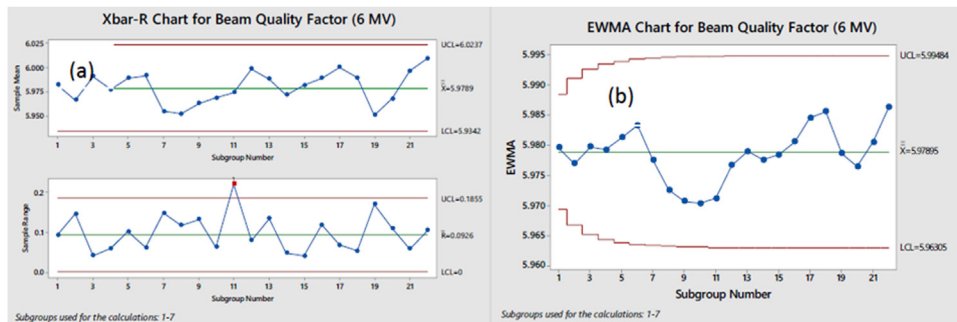 Xbar-R Chart for Beam Quality Factor (6 MV)
(a)
Sample Mean
6.025
6.000
5.975
5.950
UCL=6.0237
X=5.9789
LCL=5.9342
1 3 5 7 9 11 13 15 17 19 21
Subgroup Number
Sample Range
0.2
0.1
0.0
UCL=0.1855
R=0.0926
LCL=0
1 3 5 7 9 11 13 15 17 19 21
Subgroup Number
Subgroups used for the calculations: 1-7
EWMA Chart for Beam Quality Factor (6 MV)
(b)
EWMA
5.995
5.990
5.985
5.980
5.975
5.970
5.965
5.960
UCL=5.99484
X=5.97895
LCL=5.96305
1 3 5 7 9 11 13 15 17 19 21
Subgroup Number
Subgroups used for the calculations: 1-7